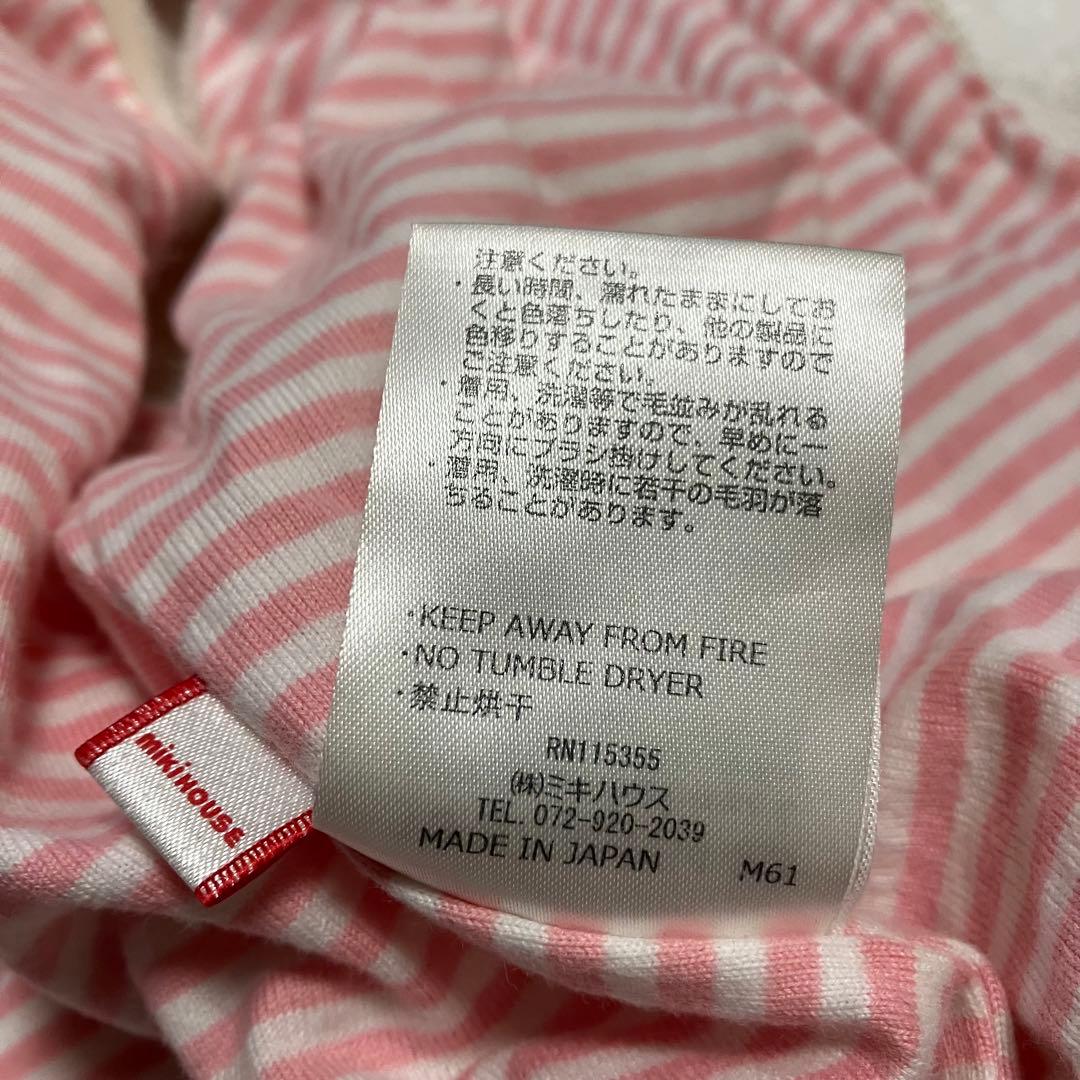 注意ください。
・長い時間、濡れたままにしてお
くと色落ちしたり、他の製品に
色移りすることがありますので
ご注意ください。
・着用、洗濯等で毛並みが乱れる
ことがありますので、早めに一
方向にブラシ掛けしてください。
・着用、洗濯時に若干の毛羽が落
ちることがあります。
・KEEP AWAY FROM FIRE
・NO TUMBLE DRYER
・禁止烘干
RN115355
㈱ミキハウス
TEL. 072-920-2039
MADE IN JAPAN M61
mikiHOUSE